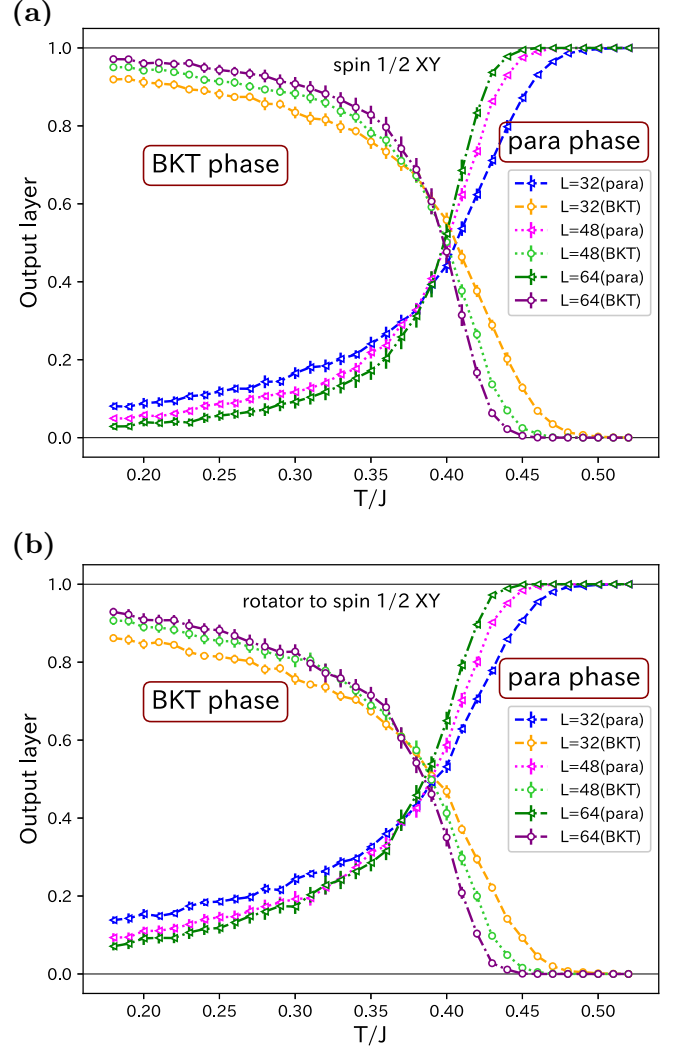 (a)
spin 1/2 XY
BKT phase
para phase
L=32(para)
L=32(BKT)
L=48(para)
L=48(BKT)
L=64(para)
L=64(BKT)
Output layer
1.0
0.8
0.6
0.4
0.2
0.0
0.20 0.25 0.30 0.35 0.40 0.45 0.50
T/J
(b)
rotator to spin 1/2 XY
BKT phase
para phase
L=32(para)
L=32(BKT)
L=48(para)
L=48(BKT)
L=64(para)
L=64(BKT)
Output layer
1.0
0.8
0.6
0.4
0.2
0.0
0.20 0.25 0.30 0.35 0.40 0.45 0.50
T/J